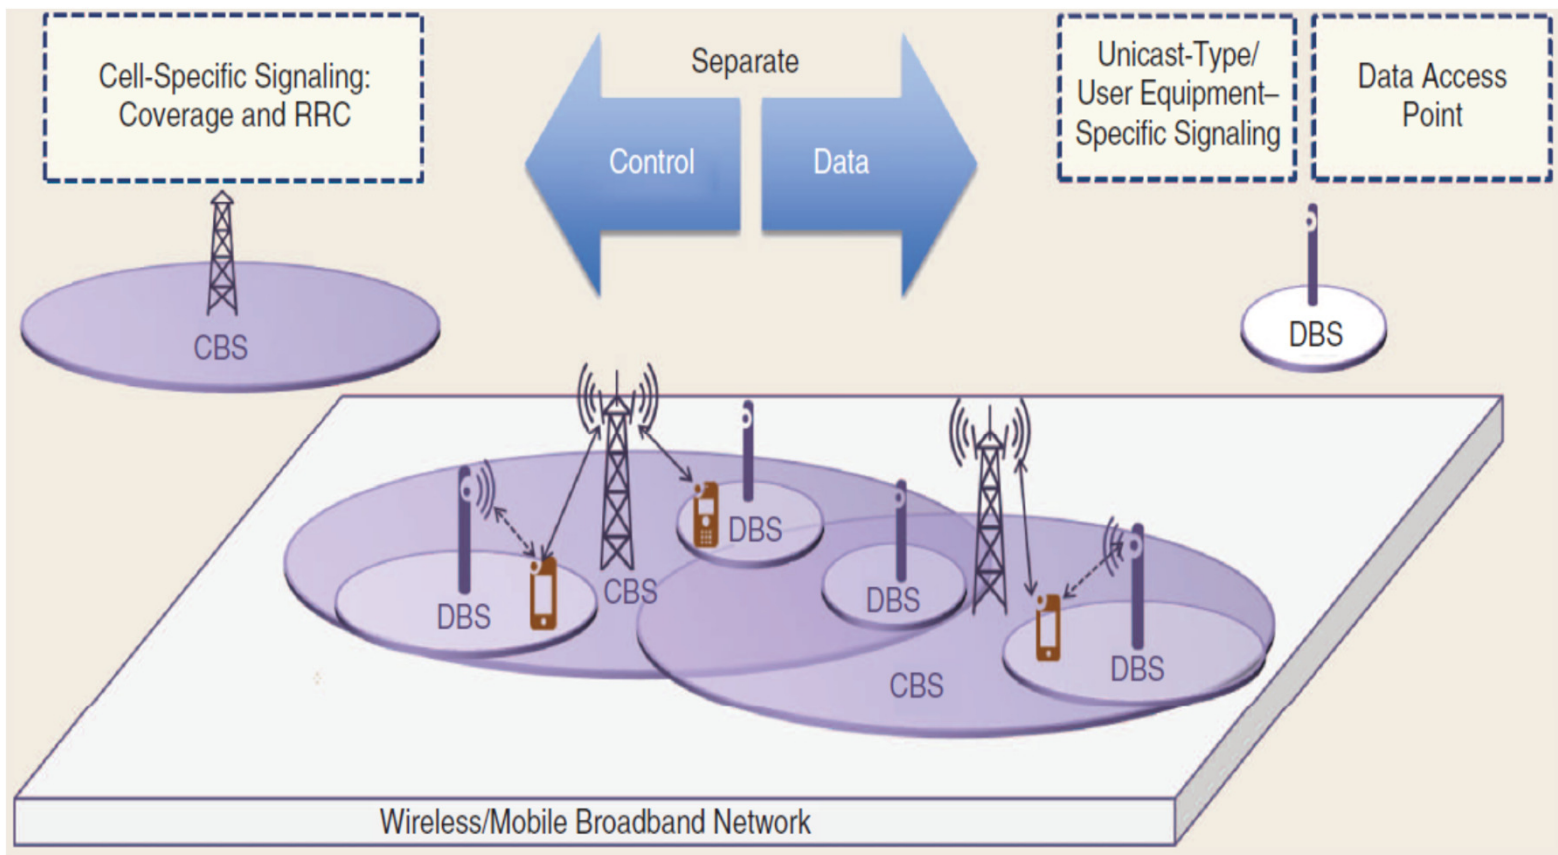 Cell-Specific Signaling:
Coverage and RRC
Separate
Control
Data
Unicast-Type/
User Equipment–
Specific Signaling
Data Access
Point
CBS
DBS
DBS
CBS
DBS
DBS
CBS
DBS
Wireless/Mobile Broadband Network